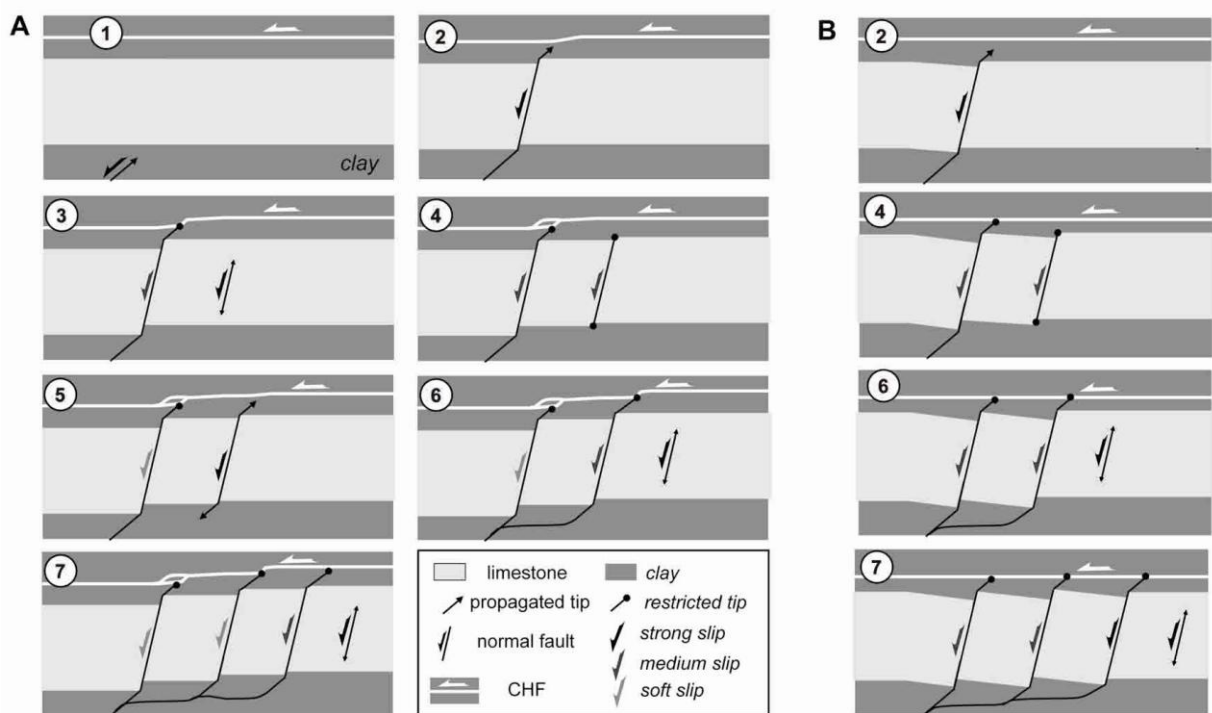 A
1
clay
2
3
4
5
6
7
limestone
clay
propagated tip
restricted tip
normal fault
strong slip
medium slip
CHF
soft slip
B
2
4
6
7